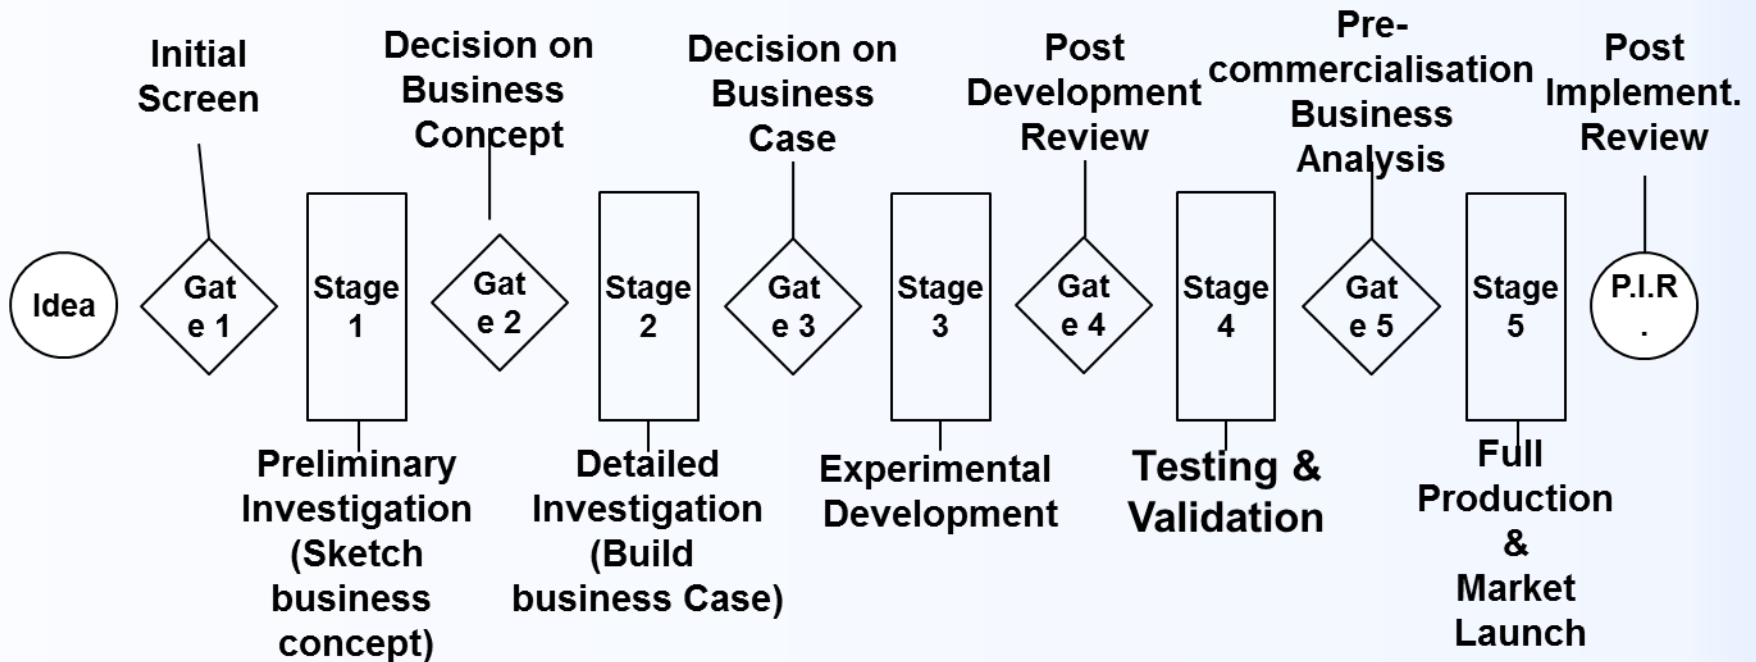 Initial
Screen
Decision on
Business
Concept
Decision on
Business
Case
Post
Development
Review
Pre-
commercialisation
Business
Analysis
Post
Implement.
Review
Idea
Gat
e 1
Stage
1
Gat
e 2
Stage
2
Gat
e 3
Stage
3
Gat
e 4
Stage
4
Gat
e 5
Stage
5
P.I.R
.
Preliminary
Investigation
(Sketch
business
concept)
Detailed
Investigation
(Build
business Case)
Experimental
Development
Testing &
Validation
Full
Production
&
Market
Launch